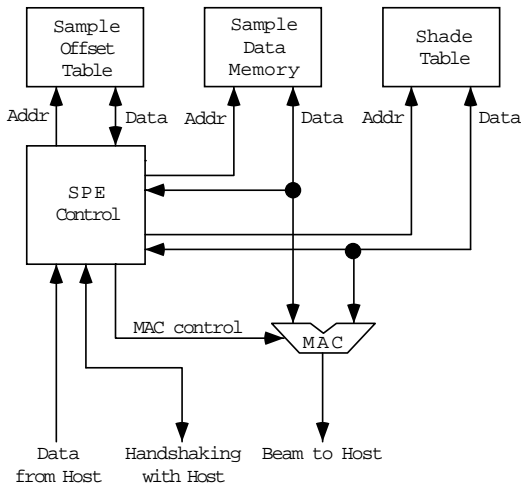 Sample
Offset
Table
Sample
Data
Memory
Shade
Table
Addr
Data
Addr
Data
Addr
Data
SPE
Control
MAC control
MAC
Data
from Host
Handshaking
with Host
Beam to Host